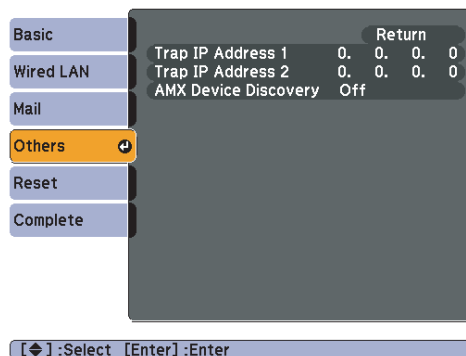 Basic
Wired LAN
Mail
Others
Reset
Complete
Return
Trap IP Address 1 0. 0. 0. 0
Trap IP Address 2 0. 0. 0. 0
AMX Device Discovery Off
[◆] :Select [Enter] :Enter